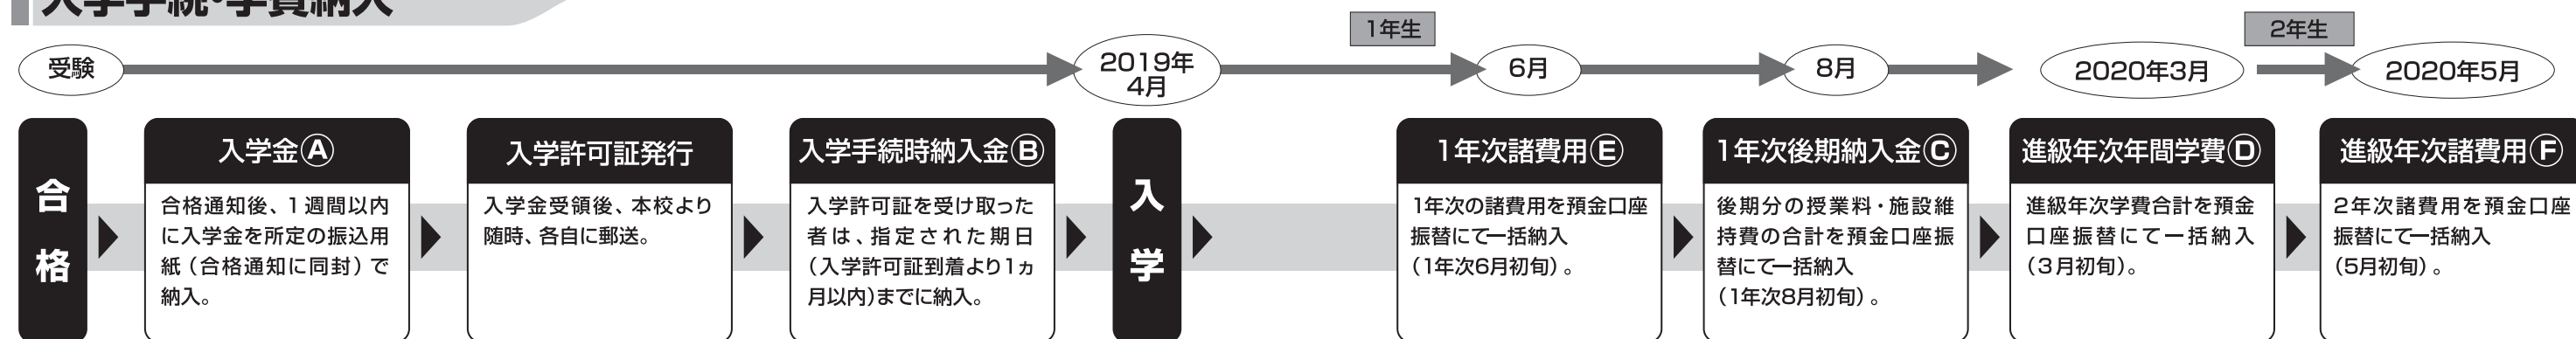 入学手続・学費納入
1年生
2年生
受験
2019年
4月
6月
8月
2020年3月
2020年5月
合格
入学金Ⓐ
合格通知後、1週間以内
に入学金を所定の振込用
紙（合格通知に同封）で
納入。
入学許可証発行
入学金受領後、本校より
随時、各自に郵送。
入学手続時納入金Ⓑ
入学許可証を受け取った
者は、指定された期日
（入学許可証到着より1ヵ
月以内）までに納入。
入学
1年次諸費用Ⓔ
1年次の諸費用を預金口座
振替にて一括納入
（1年次6月初旬）。
1年次後期納入金Ⓒ
後期分の授業料・施設維
持費の合計を預金口座振
替にて一括納入
（1年次8月初旬）。
進級年次年間学費Ⓓ
進級年次学費合計を預金
口座振替にて一括納入
（3月初旬）。
進級年次諸費用Ⓕ
2年次諸費用を預金口座
振替にて一括納入
（5月初旬）。